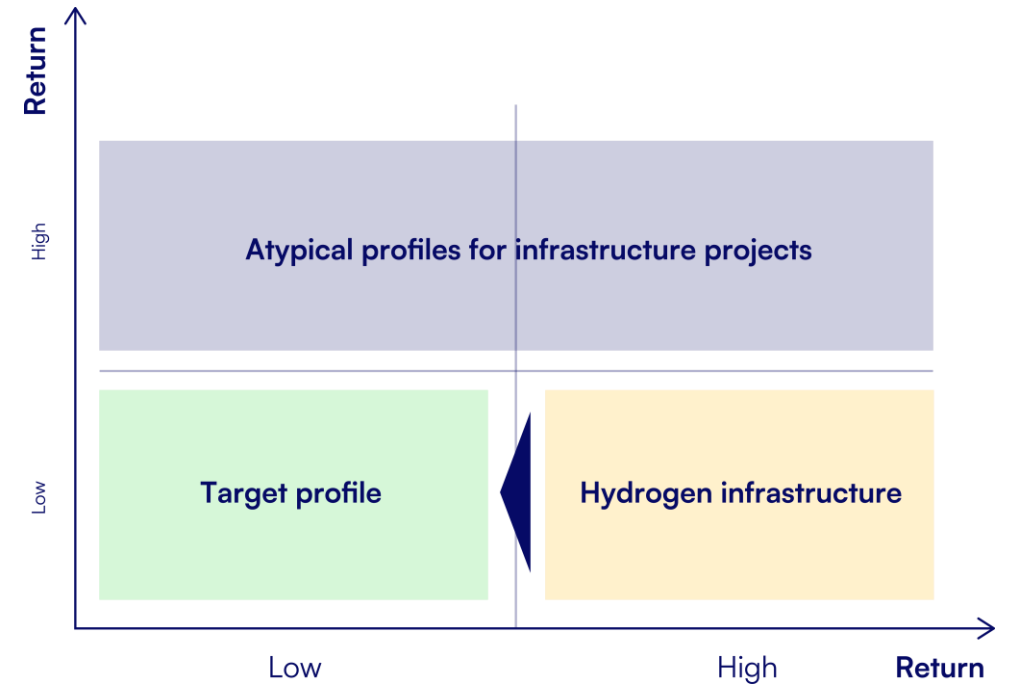 Return
High
Atypical profiles for infrastructure projects
Low
Target profile
Hydrogen infrastructure
Low
High
Return